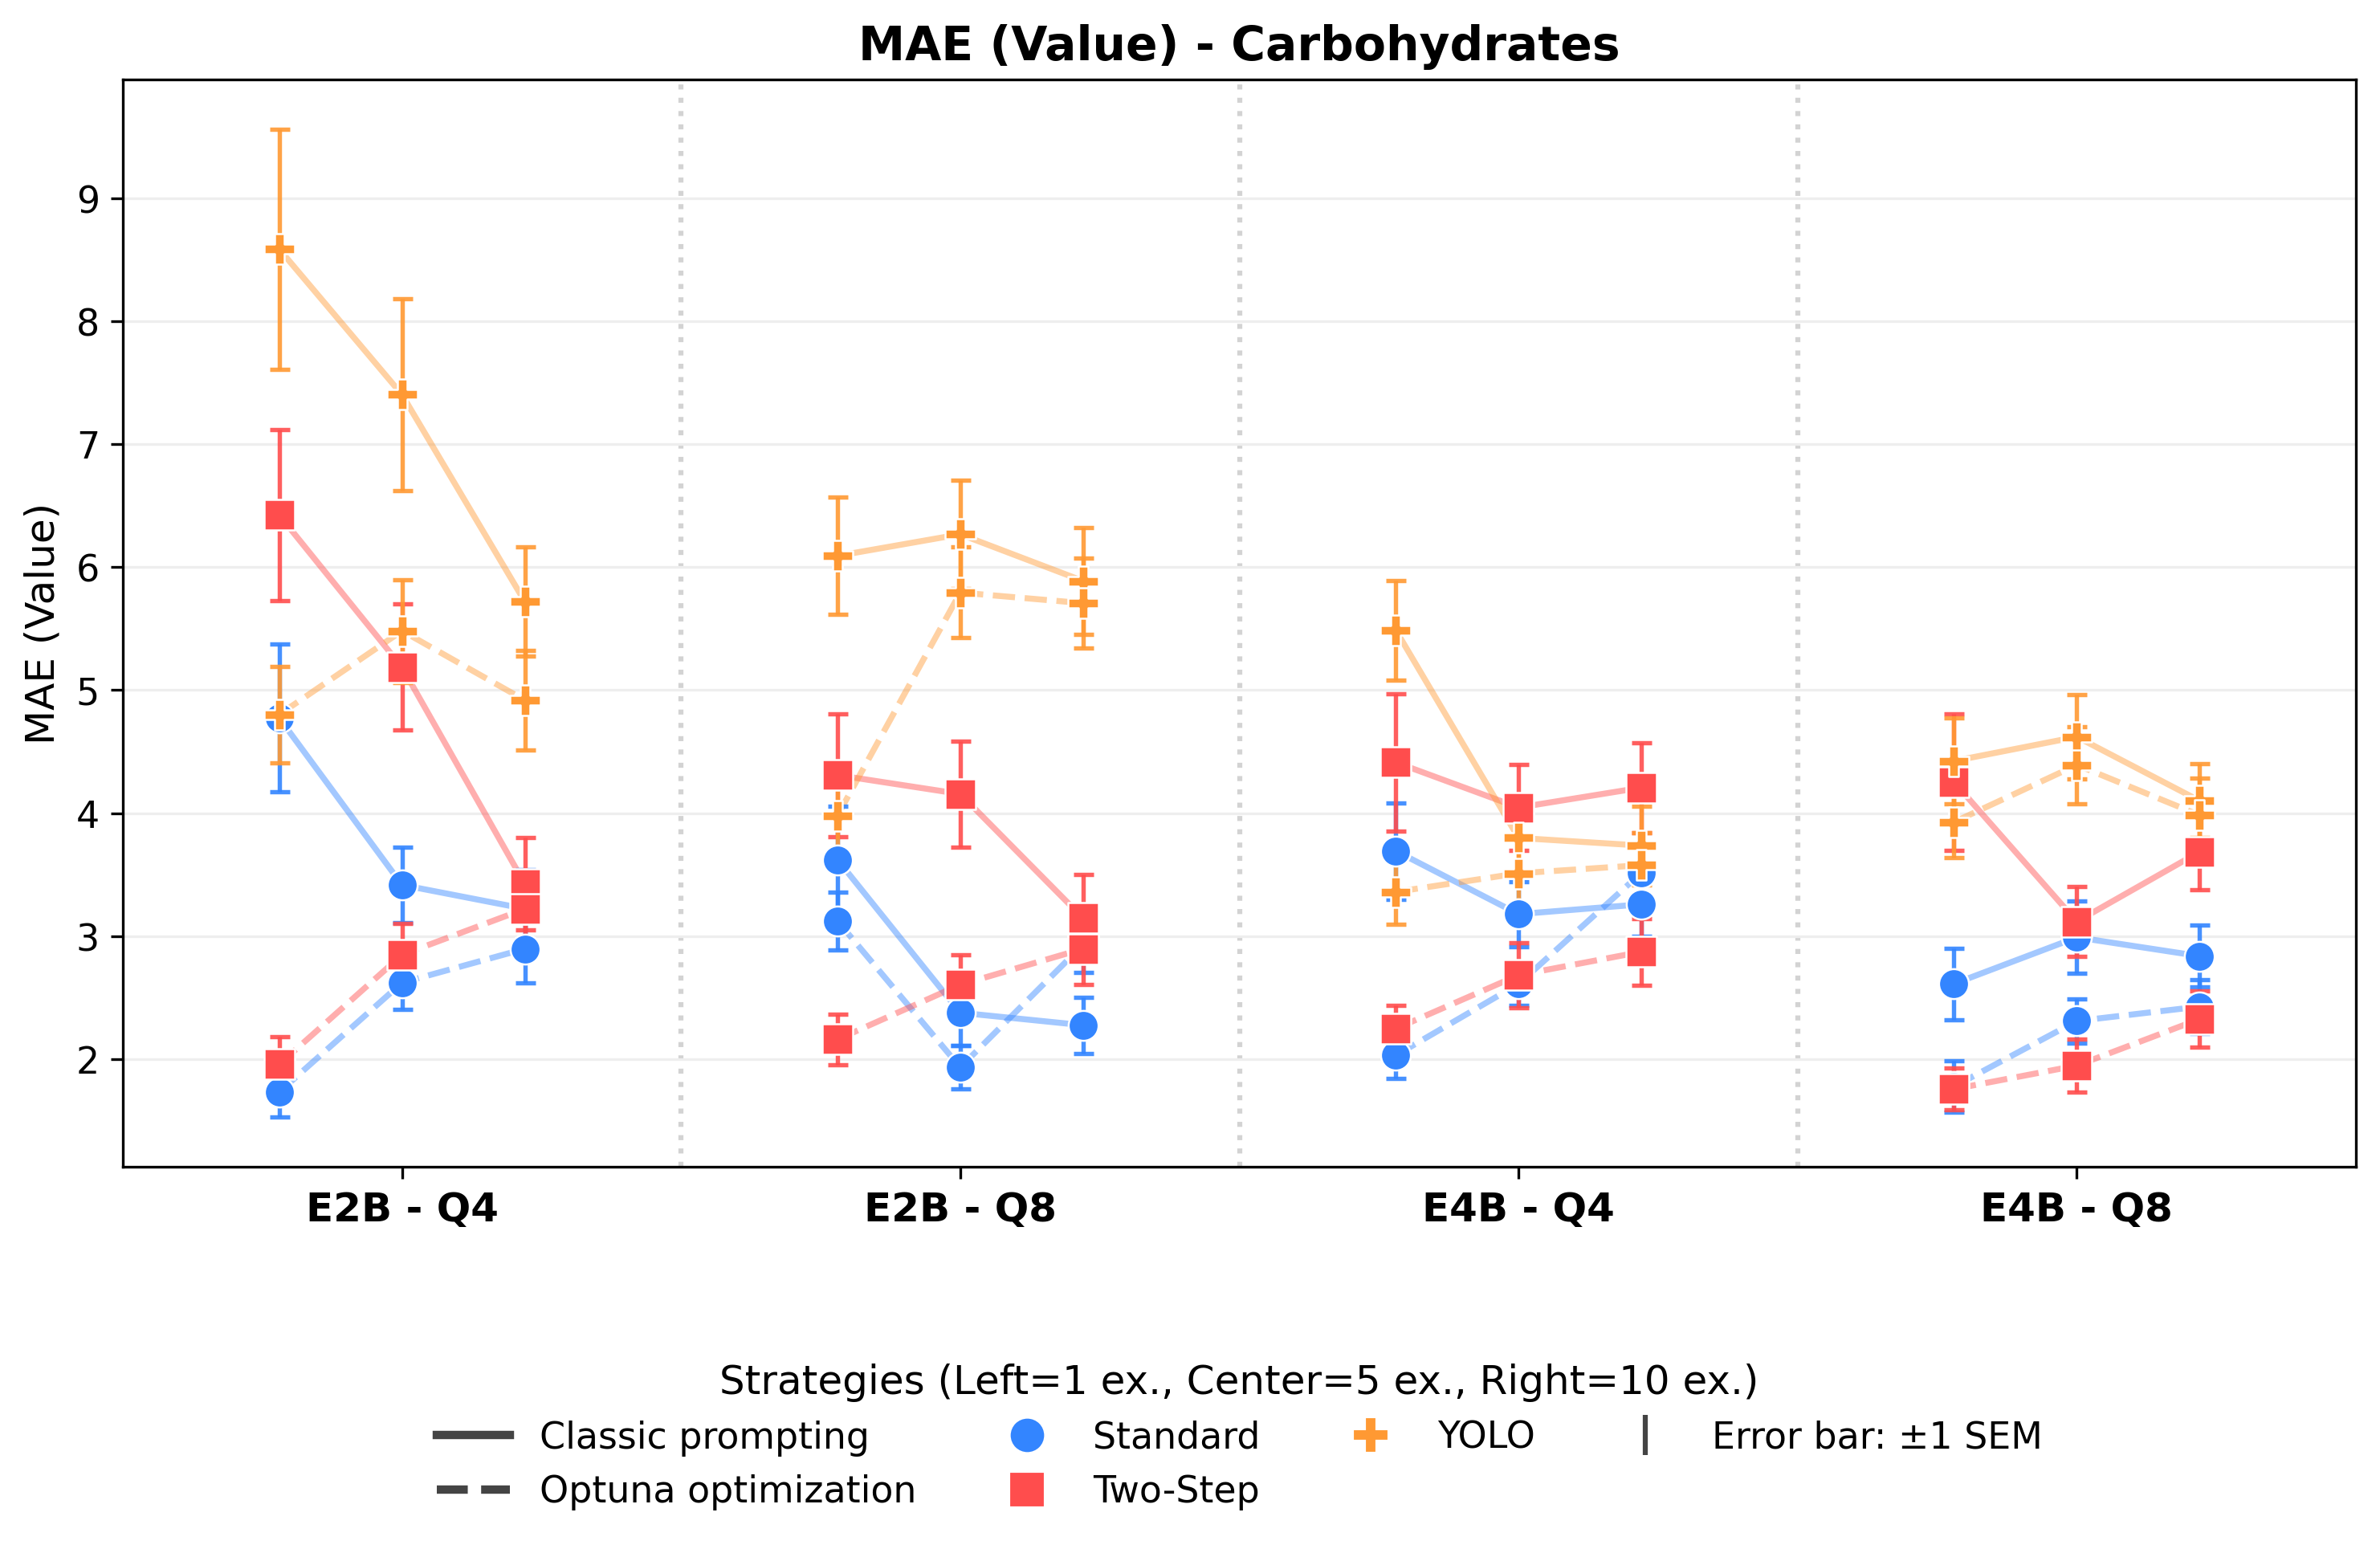 MAE (Value) - Carbohydrates
MAE (Value)
9
8
7
6
5
4
3
2
E2B - Q4
E2B - Q8
E4B - Q4
E4B - Q8
Strategies (Left=1 ex., Center=5 ex., Right=10 ex.)
Classic prompting
Optuna optimization
Standard
Two-Step
YOLO
Error bar: ±1 SEM